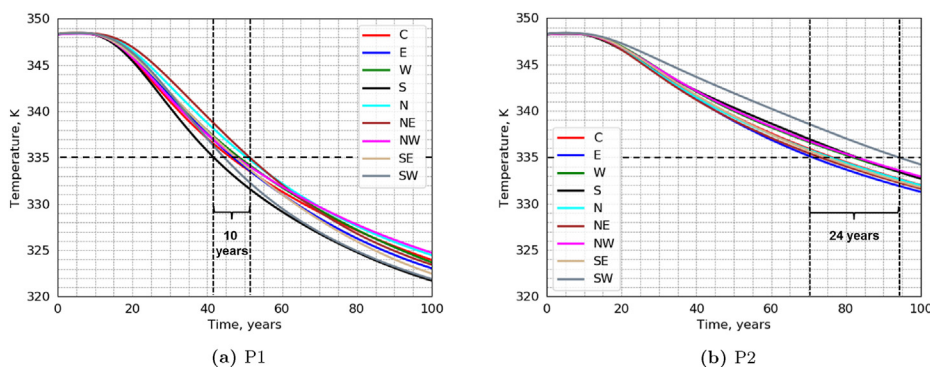 350
345
340
335
330
325
320
Temperature, K
C
E
W
S
N
NE
NW
SE
SW
10
years
0
20
40
60
80
100
Time, years
(a) P1
350
345
340
335
330
325
320
Temperature, K
C
E
W
S
N
NE
NW
SE
SW
24 years
0
20
40
60
80
100
Time, years
(b) P2